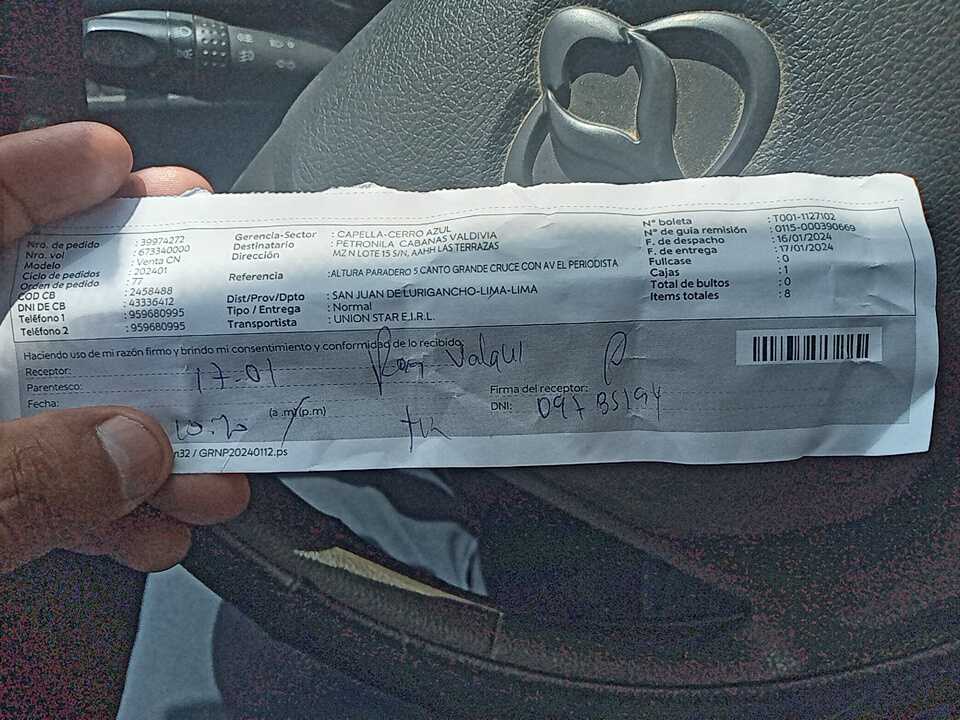 Nro. de pedido : 39974272
Nro. vol : 673340000
Modelo : Venta CN
Ciclo de pedidos : 202401
Orden de pedido : 77
COD CB : 2458488
DNI DE CB : 43336412
Teléfono 1 : 959680995
Teléfono 2 : 959680995
Gerencia-Sector : CAPELLA-CERRO AZUL
Destinatario : PETRONILA CABANAS VALDIVIA
Dirección MZ N LOTE 15 S/N, AAHH LAS TERRAZAS
Referencia :ALTURA PARADERO 5 CANTO GRANDE CRUCE CON AV EL PERIODISTA
Dist/Prov/Dpto : SAN JUAN DE LURIGANCHO-LIMA-LIMA
Tipo / Entrega : Normal
Transportista : UNION STAR E.I.R.L.
N° boleta : T001-1127102
N° de guia remisión : 0115-000390669
F. de despacho : 16/01/2024
F. de entrega : 17/01/2024
Fullcase : 0
Cajas : 1
Total de bultos : 0
Items totales : 8
Haciendo uso de mi razón firmo y brindo mi consentimiento y conformidad de lo recibido
Receptor:
Parentesco: 17-01
Fecha:
(a .m)/(p.m)
Firma del receptor:
DNI:
n32 / GRNP20240112.ps